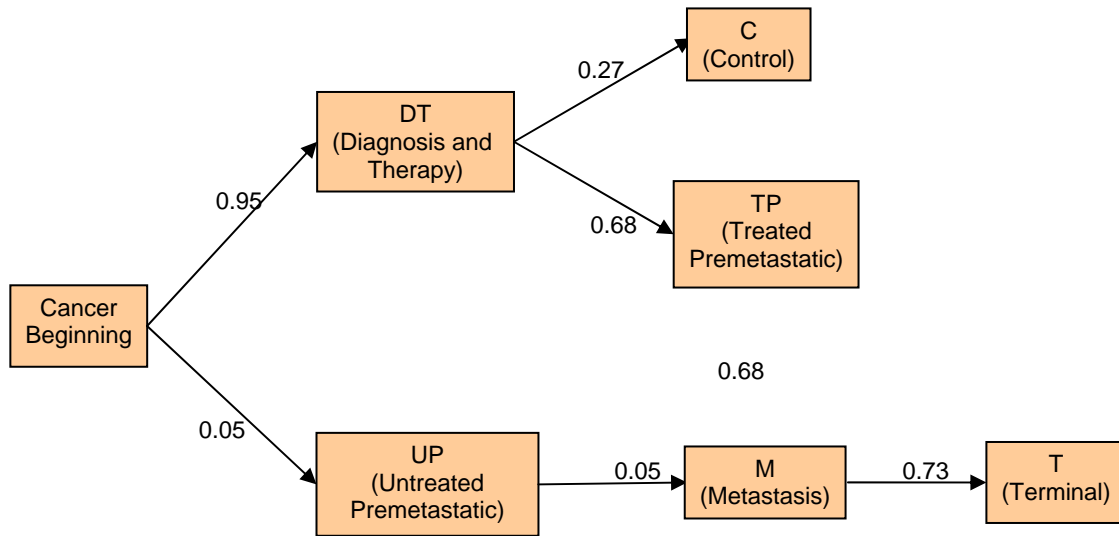 C
(Control)
0.27
DT
(Diagnosis and
Therapy)
0.95
0.68
TP
(Treated
Premetastatic)
Cancer
Beginning
0.68
0.05
UP
(Untreated
Premetastatic)
0.05
M
(Metastasis)
0.73
T
(Terminal)